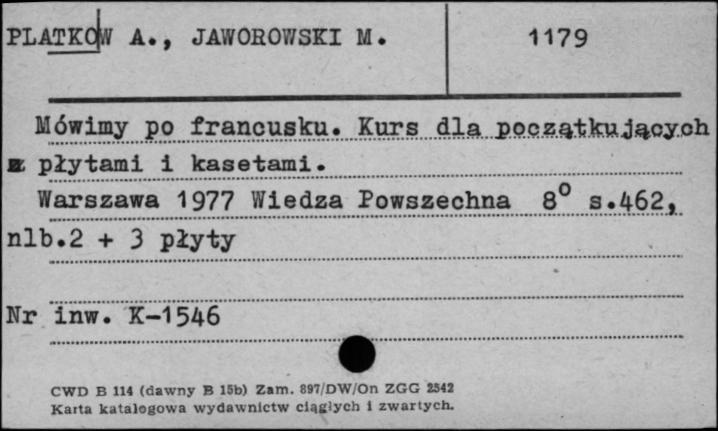 PLATKOW A., JAWOROWSKI M. 1179
Mówimy po francusku. Kurs dla początkujących
z płytami i kasetami.
Warszawa 1977 Wiedza Powszechna 8° s.462,
nlb.2 + 3 płyty
Nr inw. K-1546
CWD B 114 (dawny B 15b) Zam. 897/DW/On ZGG 2542
Karta katalogowa wydawnictw ciągłych i zwartych.